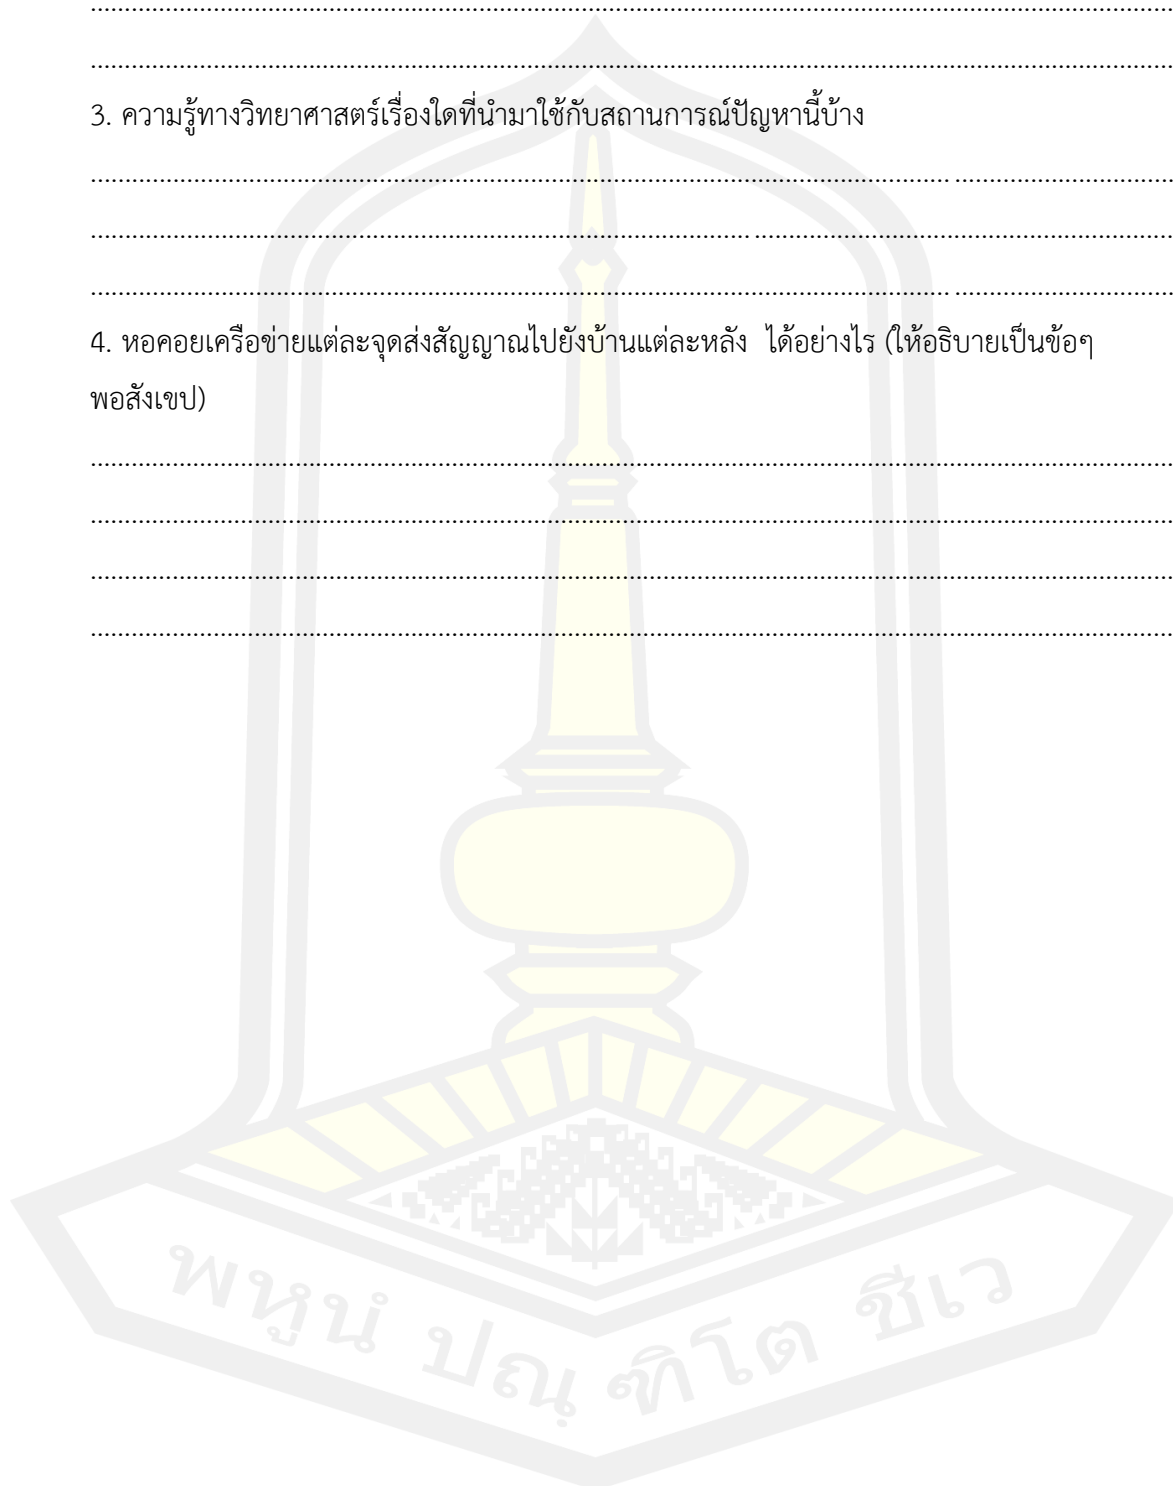 3. ความรู้ทางวิทยาศาสตร์เรื่องใดที่นำมาใช้กับสถานการณ์ปัญหานี้บ้าง
4. หอคอยเครือข่ายแต่ละจุดส่งสัญญาณไปยังบ้านแต่ละหลัง ได้อย่างไร (ให้อธิบายเป็นข้อๆ
พอสังเขป)
พหูนํ ปณฺฑิโต ชีเว